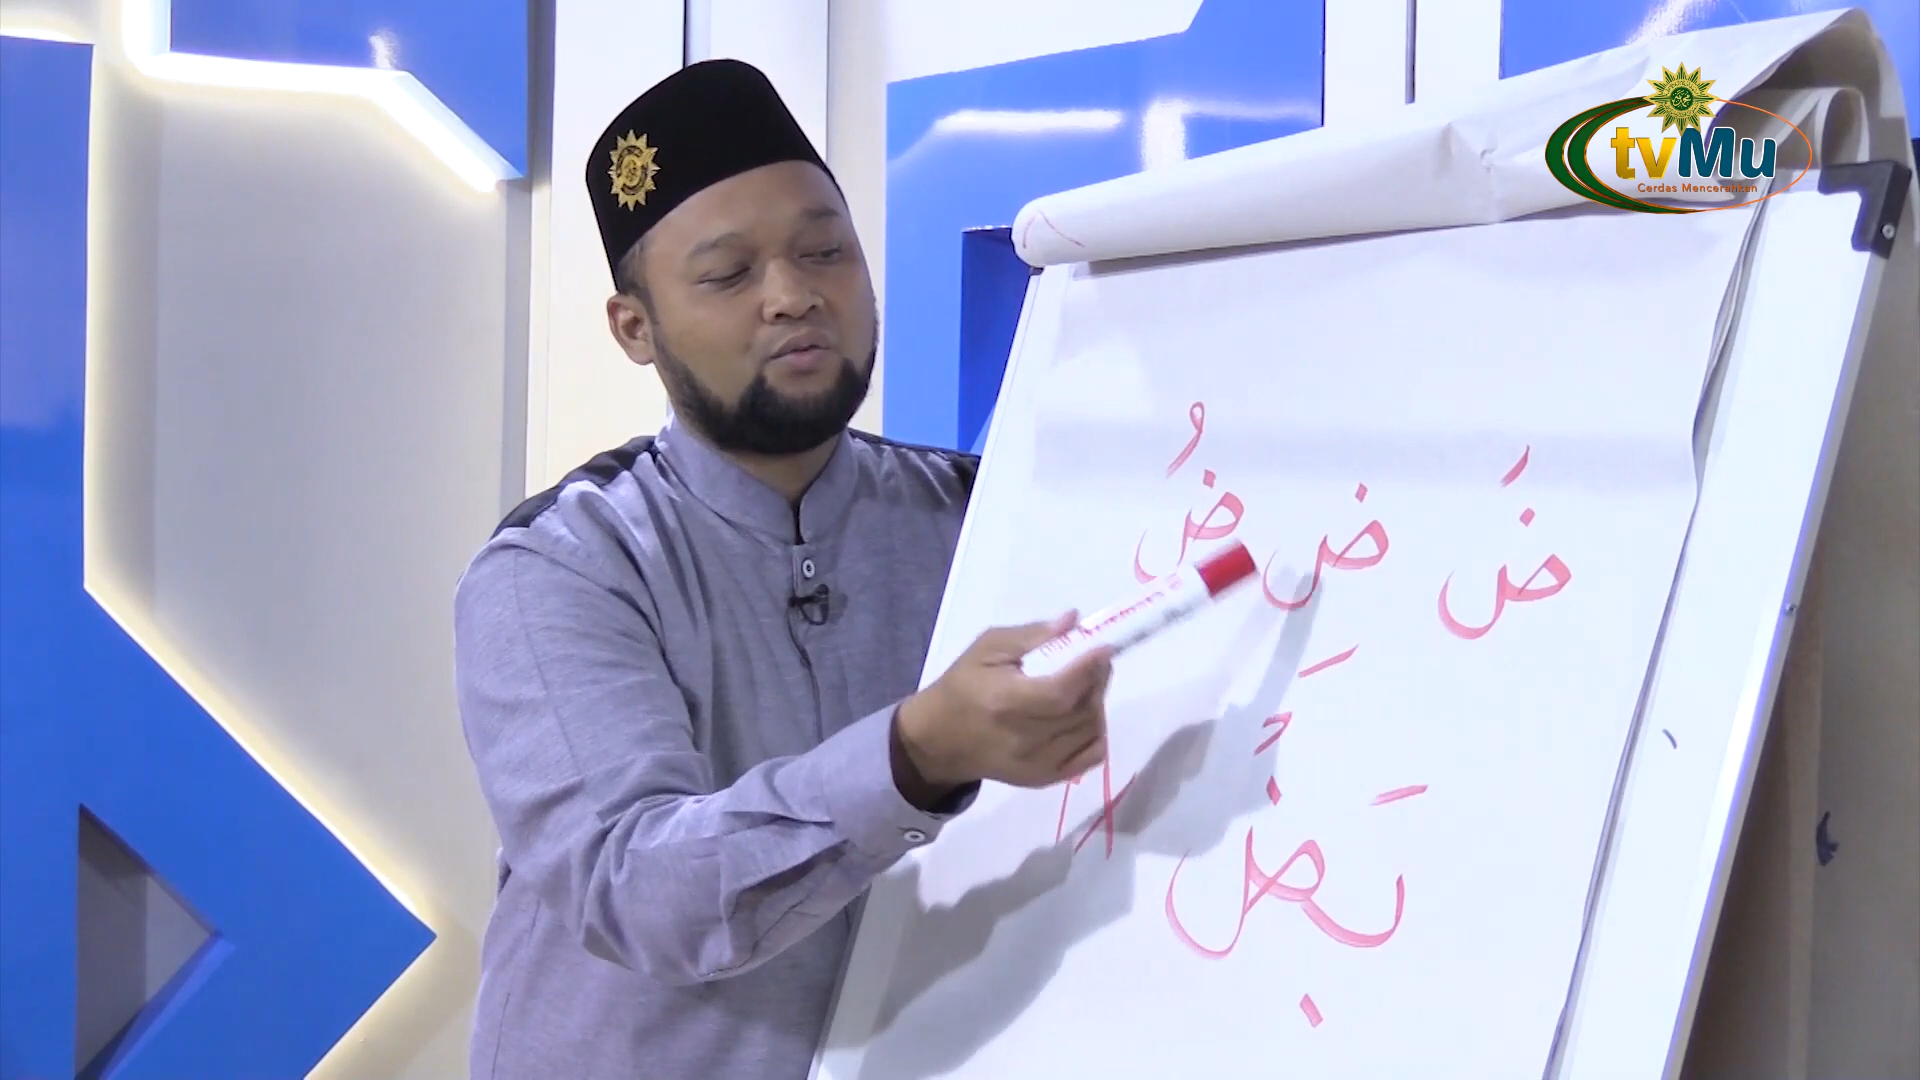 tvMu
Cerdas Mencerahkan
ضَ ضِ ضُ
بَضْ